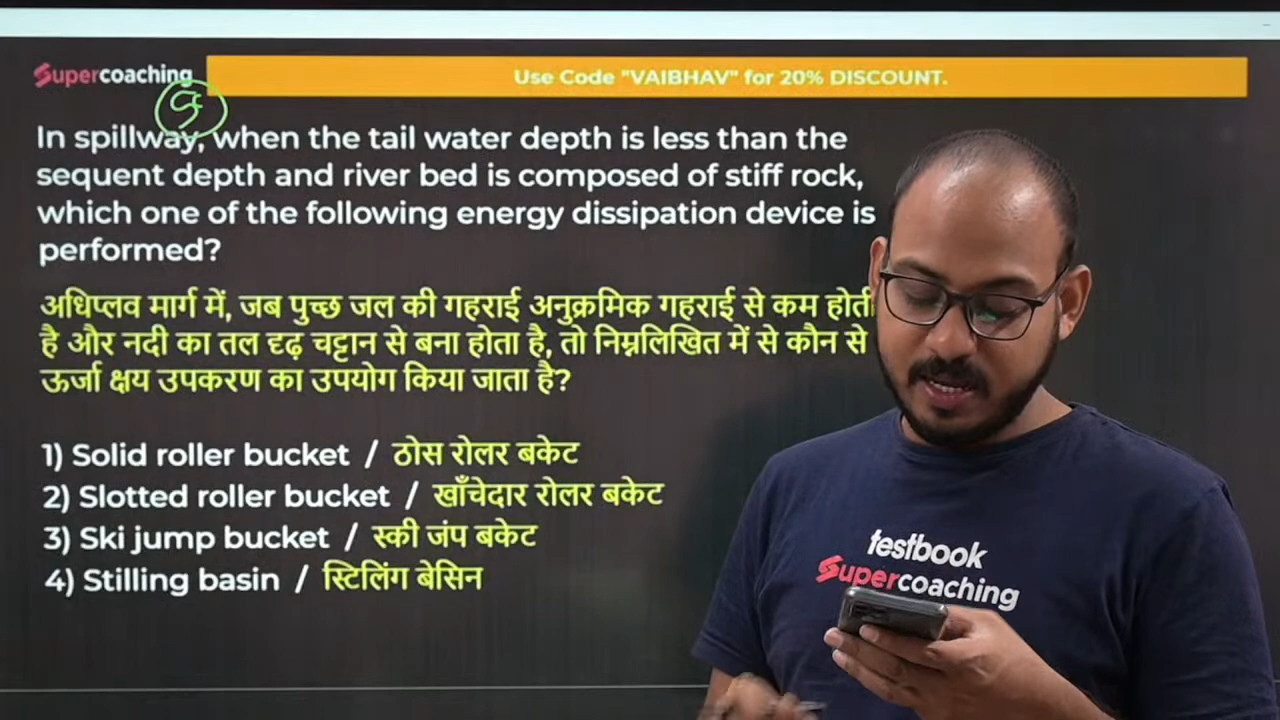 Supercoaching
Use Code "VAIBHAV" for 20% DISCOUNT.
In spillway, when the tail water depth is less than the
sequent depth and river bed is composed of stiff rock,
which one of the following energy dissipation device is
performed?
अधिप्लव मार्ग में, जब पुच्छ जल की गहराई अनुक्रमिक गहराई से कम होती
है और नदी का तल दृढ़ चट्टान से बना होता है, तो निम्नलिखित में से कौन से
ऊर्जा क्षय उपकरण का उपयोग किया जाता है?
1) Solid roller bucket / ठोस रोलर बकेट
2) Slotted roller bucket / खाँचेदार रोलर बकेट
3) Ski jump bucket / स्की जंप बकेट
4) Stilling basin / स्टिलिंग बेसिन
testbook
Supercoaching